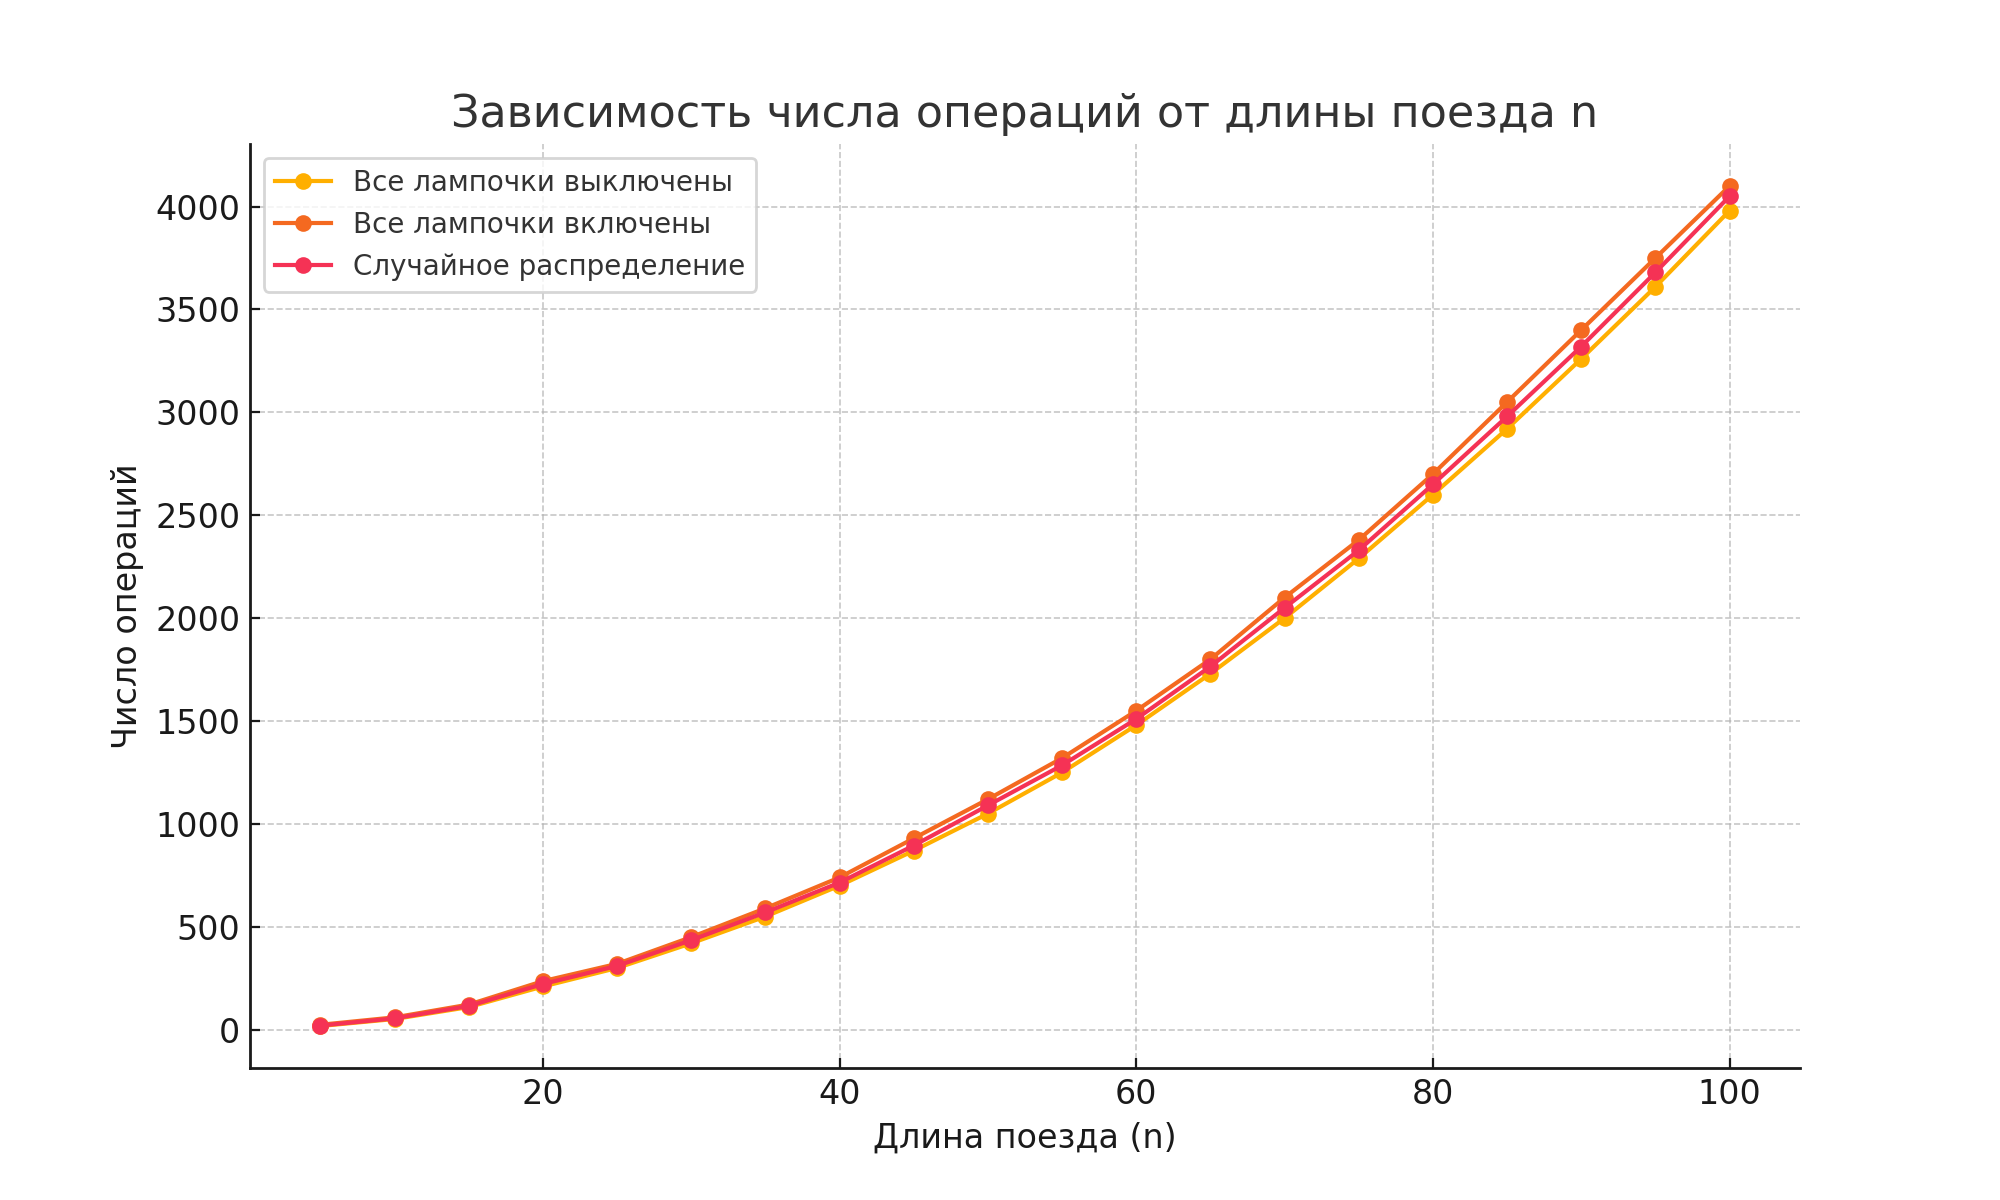 Зависимость числа операций от длины поезда n
Все лампочки выключены
Все лампочки включены
Случайное распределение
4000
3500
3000
2500
2000
1500
1000
500
0
Число операций
20 40 60 80 100
Длина поезда (n)